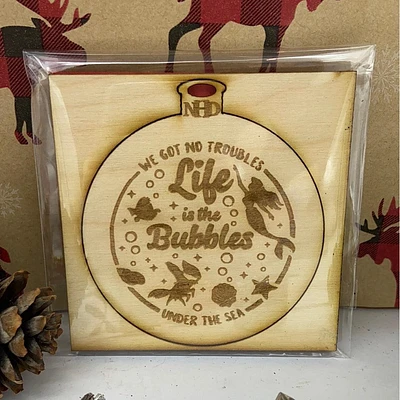 NHD
WE GOT NO TROUBLES
Life
is the
Bubbles
UNDER THE SEA